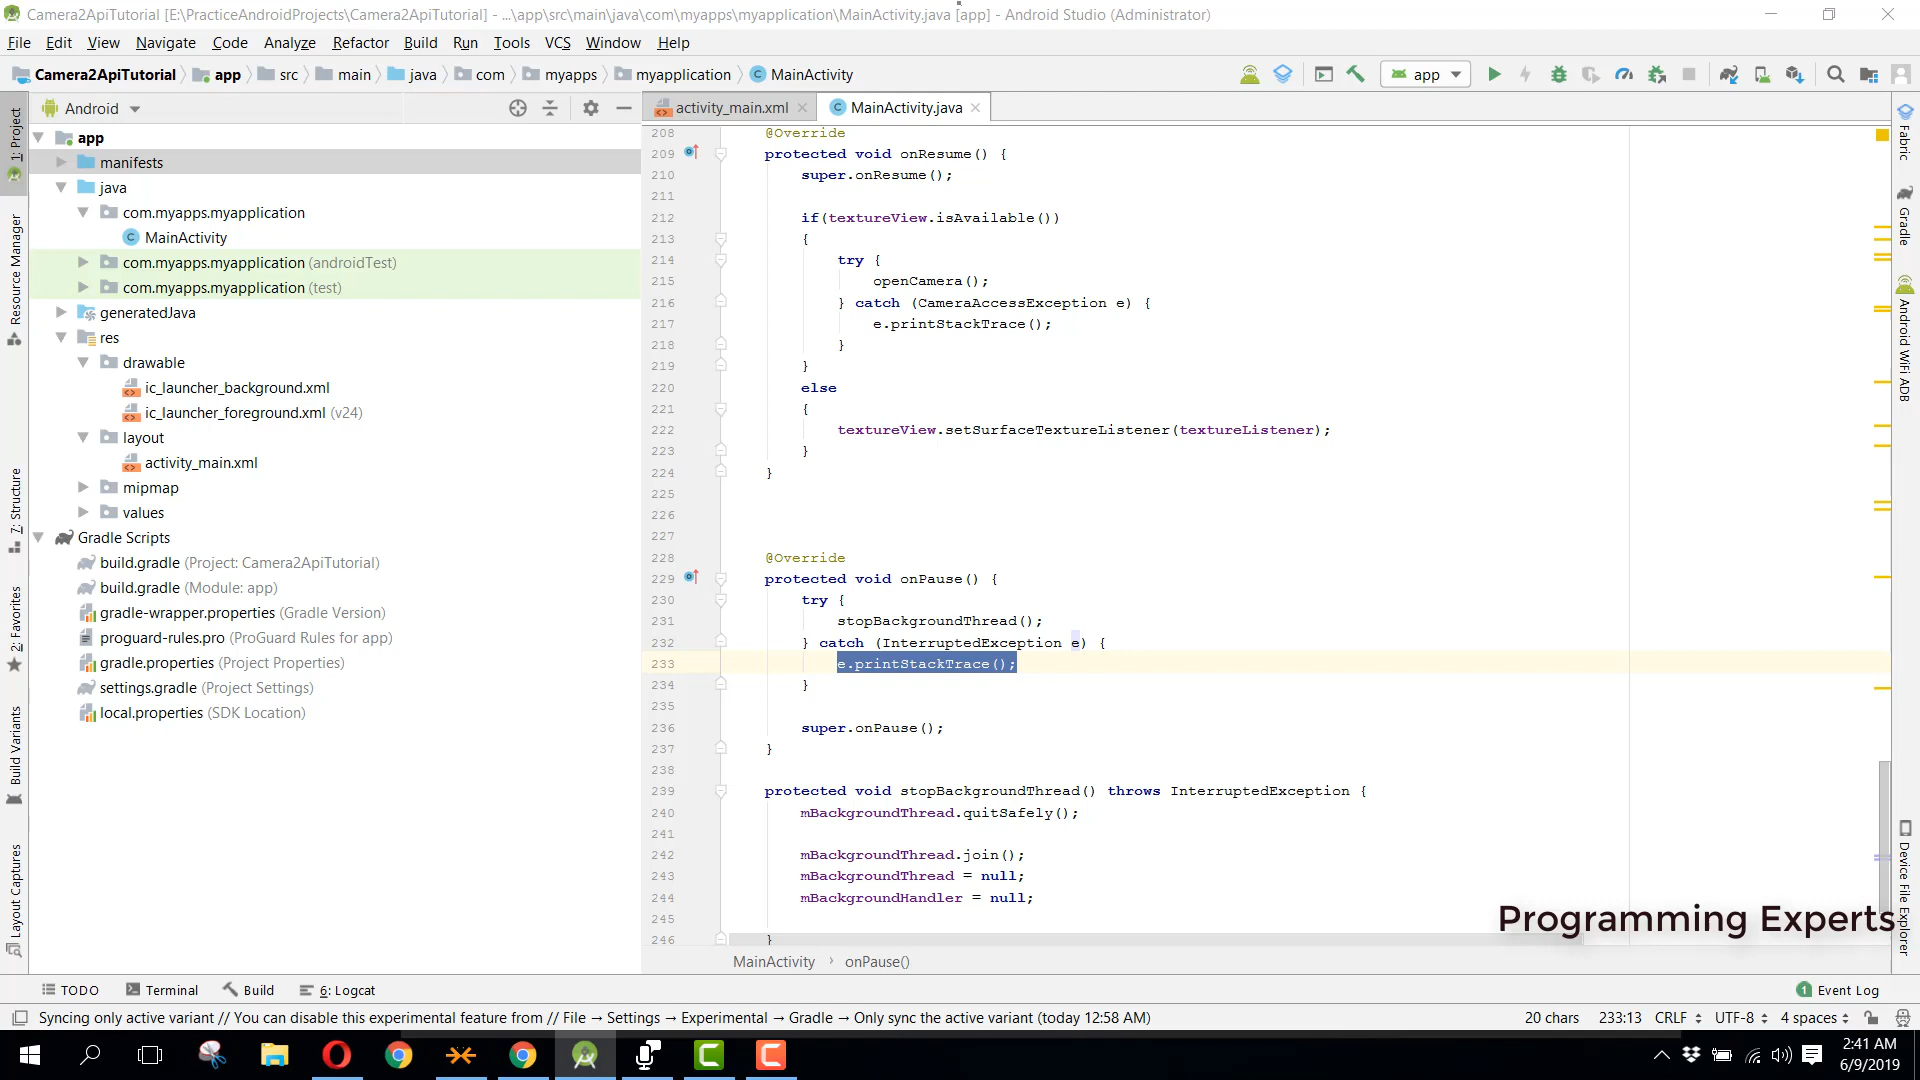 Camera2ApiTutorial [E:\PracticeAndroidProjects\Camera2ApiTutorial] - ...\app\src\main\java\com\myapps\myapplication\MainActivity.java [app] - Android Studio (Administrator)
File Edit View Navigate Code Analyze Refactor Build Run Tools VCS Window Help
Camera2ApiTutorial app src main java com myapps myapplication MainActivity
app
Android
activity_main.xml
MainActivity.java
1: Project
Resource Manager
7: Structure
2: Favorites
Build Variants
Layout Captures
app
manifests
java
com.myapps.myapplication
MainActivity
com.myapps.myapplication (androidTest)
com.myapps.myapplication (test)
generatedJava
res
drawable
ic_launcher_background.xml
ic_launcher_foreground.xml (v24)
layout
activity_main.xml
mipmap
values
Gradle Scripts
build.gradle (Project: Camera2ApiTutorial)
build.gradle (Module: app)
gradle-wrapper.properties (Gradle Version)
proguard-rules.pro (ProGuard Rules for app)
gradle.properties (Project Properties)
settings.gradle (Project Settings)
local.properties (SDK Location)
208 @Override
209 protected void onResume() {
210 super.onResume();
211
212 if(textureView.isAvailable())
213 {
214 try {
215 openCamera();
216 } catch (CameraAccessException e) {
217 e.printStackTrace();
218 }
219 }
220 else
221 {
222 textureView.setSurfaceTextureListener(textureListener);
223 }
224 }
225
226
227
228 @Override
229 protected void onPause() {
230 try {
231 stopBackgroundThread();
232 } catch (InterruptedException e) {
233 e.printStackTrace();
234 }
235
236 super.onPause();
237 }
238
239 protected void stopBackgroundThread() throws InterruptedException {
240 mBackgroundThread.quitSafely();
241
242 mBackgroundThread.join();
243 mBackgroundThread = null;
244 mBackgroundHandler = null;
245
246 }
Programming Experts
MainActivity › onPause()
Fabric
Gradle
Android WiFi ADB
Device File Explorer
TODO Terminal Build 6: Logcat
1 Event Log
Syncing only active variant // You can disable this experimental feature from // File → Settings → Experimental → Gradle → Only sync the active variant (today 12:58 AM)
20 chars 233:13 CRLF UTF-8 4 spaces
2:41 AM
6/9/2019